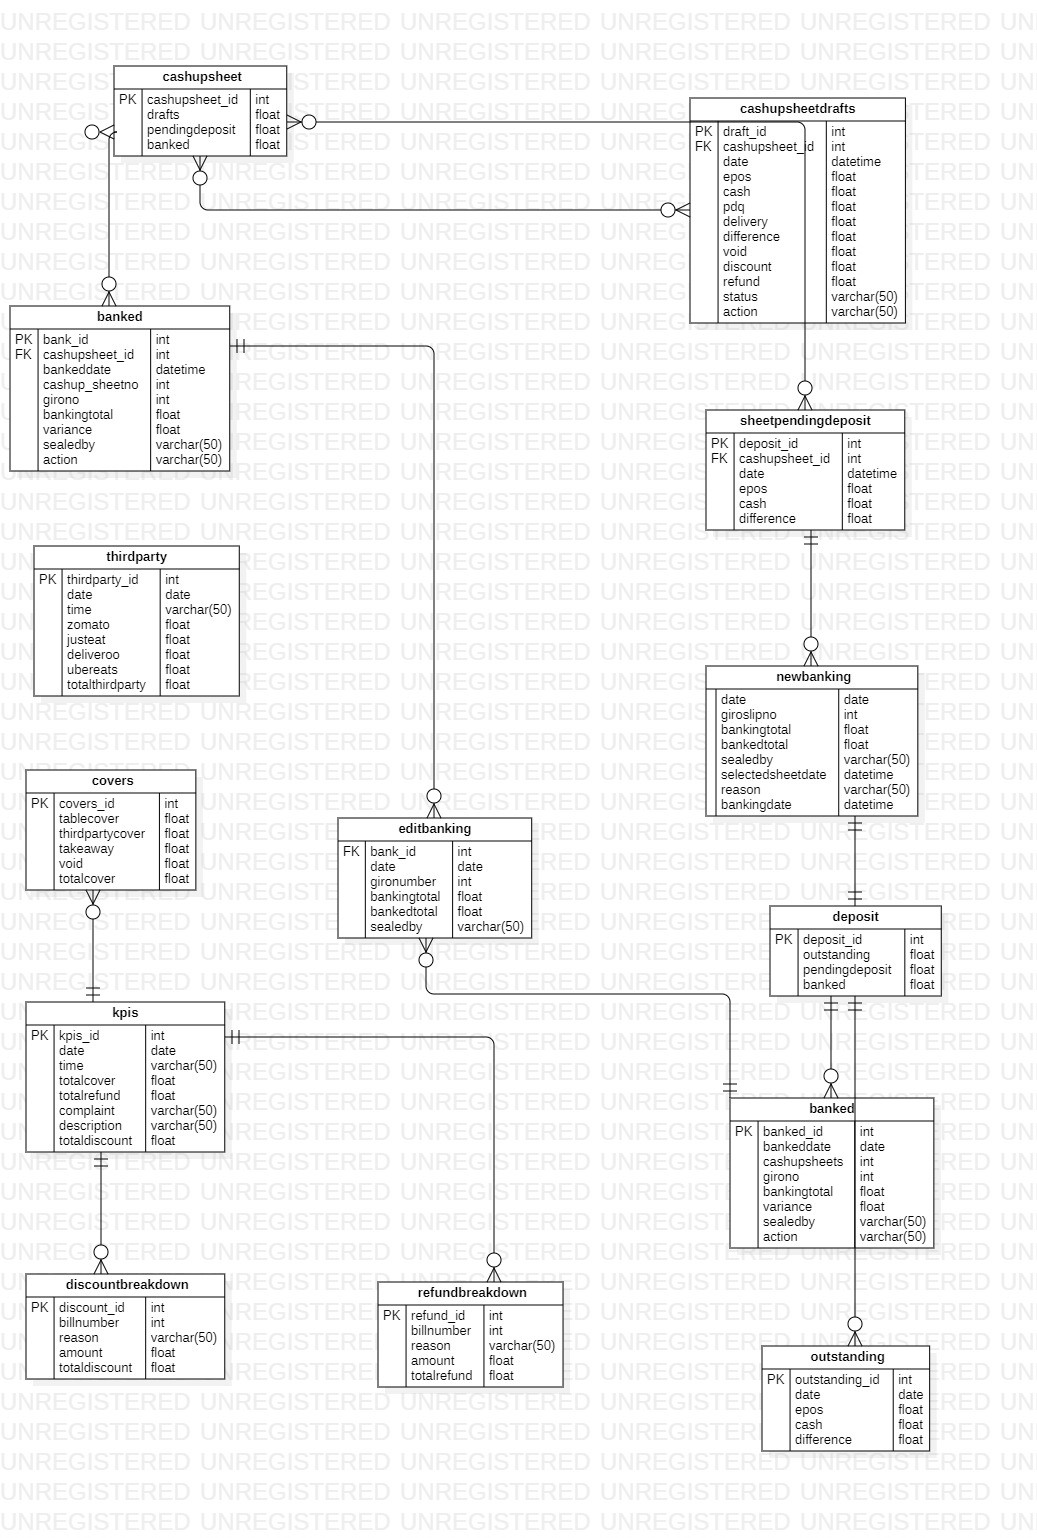 cashupsheet
PK cashupsheet_id int
drafts float
pendingdeposit float
banked float
cashupsheetdrafts
PK draft_id int
FK cashupsheet_id int
date datetime
epos float
cash float
pdq float
delivery float
difference float
void float
discount float
refund float
status varchar(50)
action varchar(50)
banked
PK bank_id int
FK cashupsheet_id int
bankeddate datetime
cashup_sheetno int
girono int
bankingtotal float
variance float
sealedby varchar(50)
action varchar(50)
sheetpendingdeposit
PK deposit_id int
FK cashupsheet_id int
date datetime
epos float
cash float
difference float
thirdparty
PK thirdparty_id int
date date
time varchar(50)
zomato float
justeat float
deliveroo float
ubereats float
totalthirdparty float
newbanking
date date
giroslipno int
bankingtotal float
bankedtotal float
sealedby varchar(50)
selectedsheetdate datetime
reason varchar(50)
bankingdate datetime
covers
PK covers_id int
tablecover float
thirdpartycover float
takeaway float
void float
totalcover float
editbanking
FK bank_id int
date date
gironumber int
bankingtotal float
bankedtotal float
sealedby varchar(50)
deposit
PK deposit_id int
outstanding float
pendingdeposit float
banked float
kpis
PK kpis_id int
date date
time varchar(50)
totalcover float
totalrefund float
complaint varchar(50)
description varchar(50)
totaldiscount float
banked
PK banked_id int
bankeddate date
cashupsheets int
girono int
bankingtotal float
variance float
sealedby varchar(50)
action varchar(50)
discountbreakdown
PK discount_id int
billnumber int
reason varchar(50)
amount float
totaldiscount float
refundbreakdown
PK refund_id int
billnumber int
reason varchar(50)
amount float
totalrefund float
outstanding
PK outstanding_id int
date date
epos float
cash float
difference float